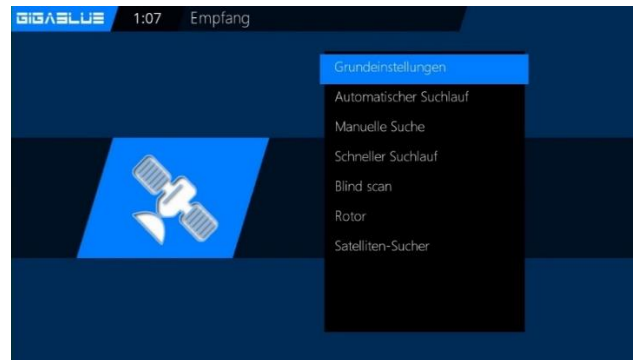 GIGABLUE 1:07 Empfang
Grundeinstellungen
Automatischer Suchlauf
Manuelle Suche
Schneller Suchlauf
Blind scan
Rotor
Satelliten-Sucher